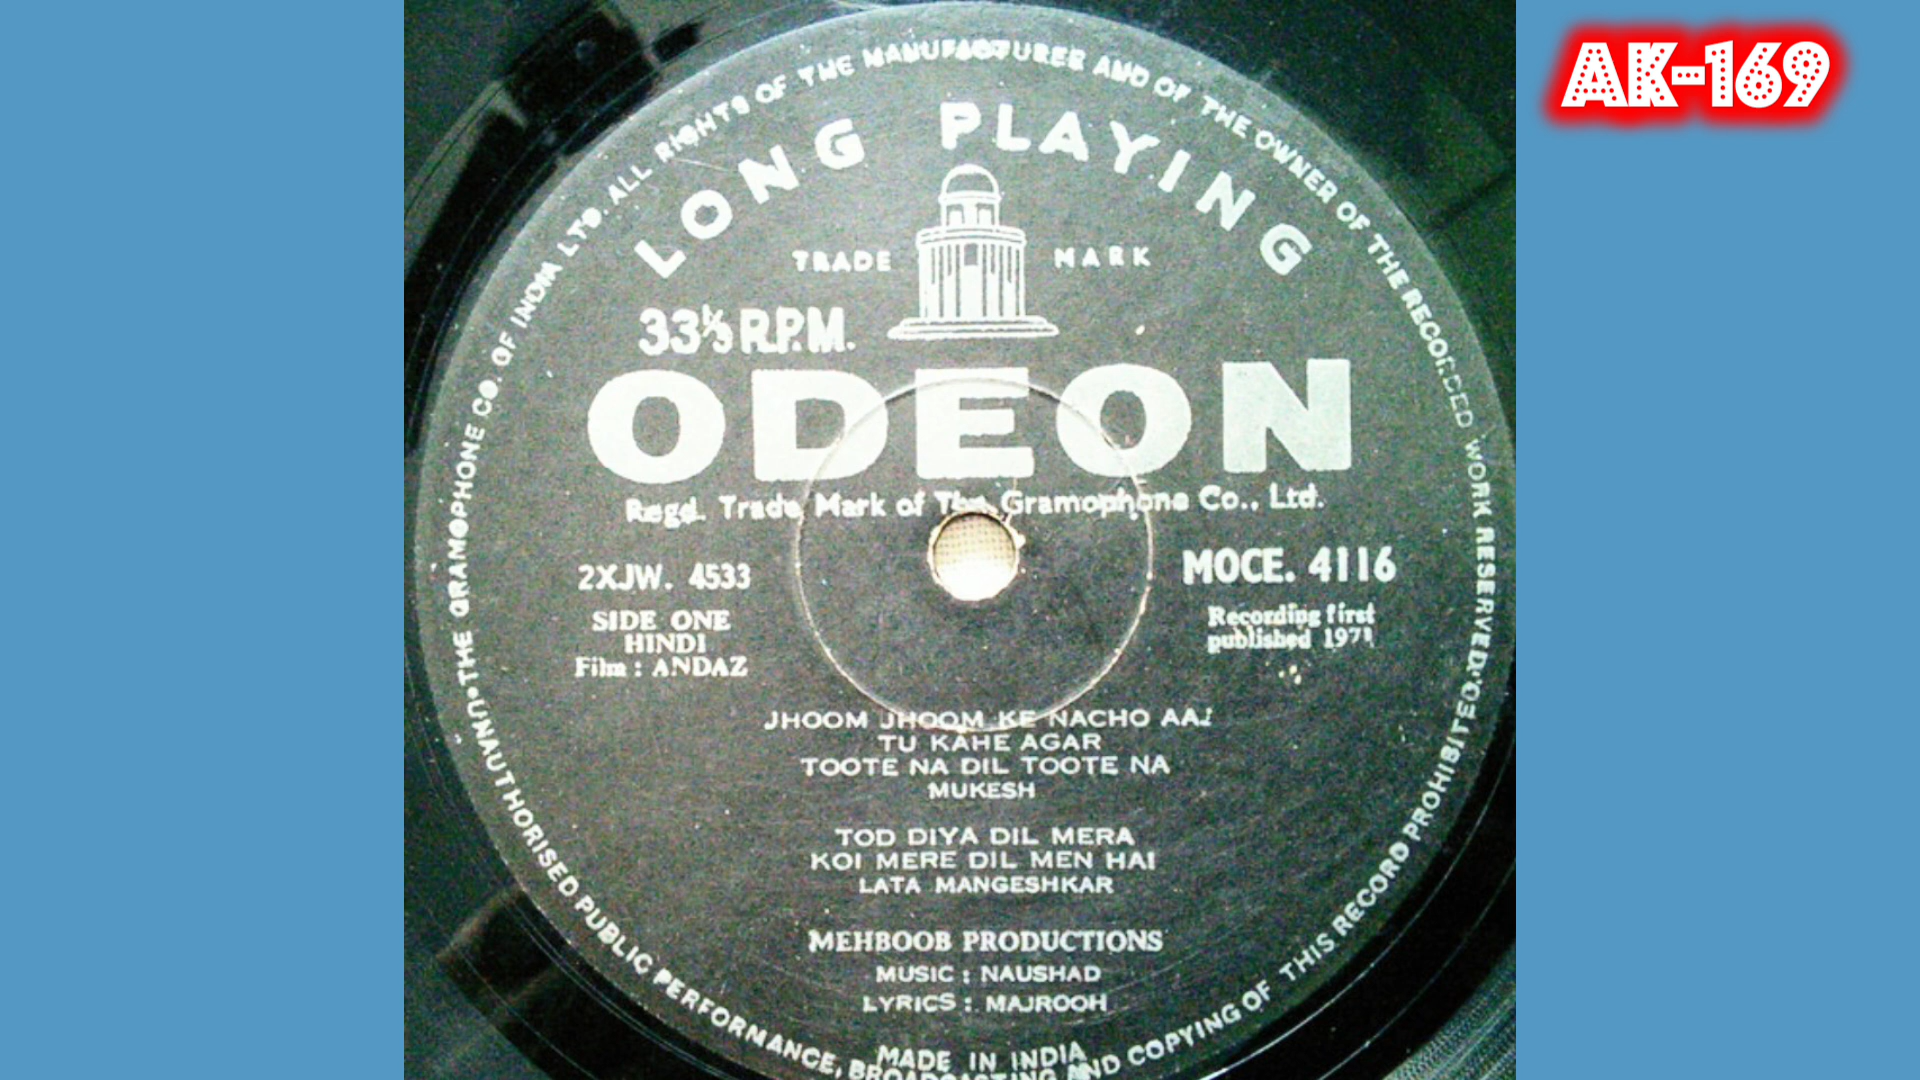 AK-169
THE GRAMOPHONE CO. OF INDIA LTD. ALL RIGHTS OF THE MANUFACTURER AND OF THE OWNER OF THE RECORDED WORK RESERVED
UNAUTHORISED PUBLIC PERFORMANCE, BROADCASTING AND COPYING OF THIS RECORD PROHIBITED
LONG PLAYING
TRADE MARK
33⅓ R.P.M.
ODEON
Regd. Trade Mark of The Gramophone Co., Ltd.
2XJW. 4533
SIDE ONE
HINDI
Film : ANDAZ
MOCE. 4116
Recording first
published 1971
JHOOM JHOOM KE NACHO AAJ
TU KAHE AGAR
TOOTE NA DIL TOOTE NA
MUKESH
TOD DIYA DIL MERA
KOI MERE DIL MEN HAI
LATA MANGESHKAR
MEHBOOB PRODUCTIONS
MUSIC : NAUSHAD
LYRICS : MAJROOH
MADE IN INDIA